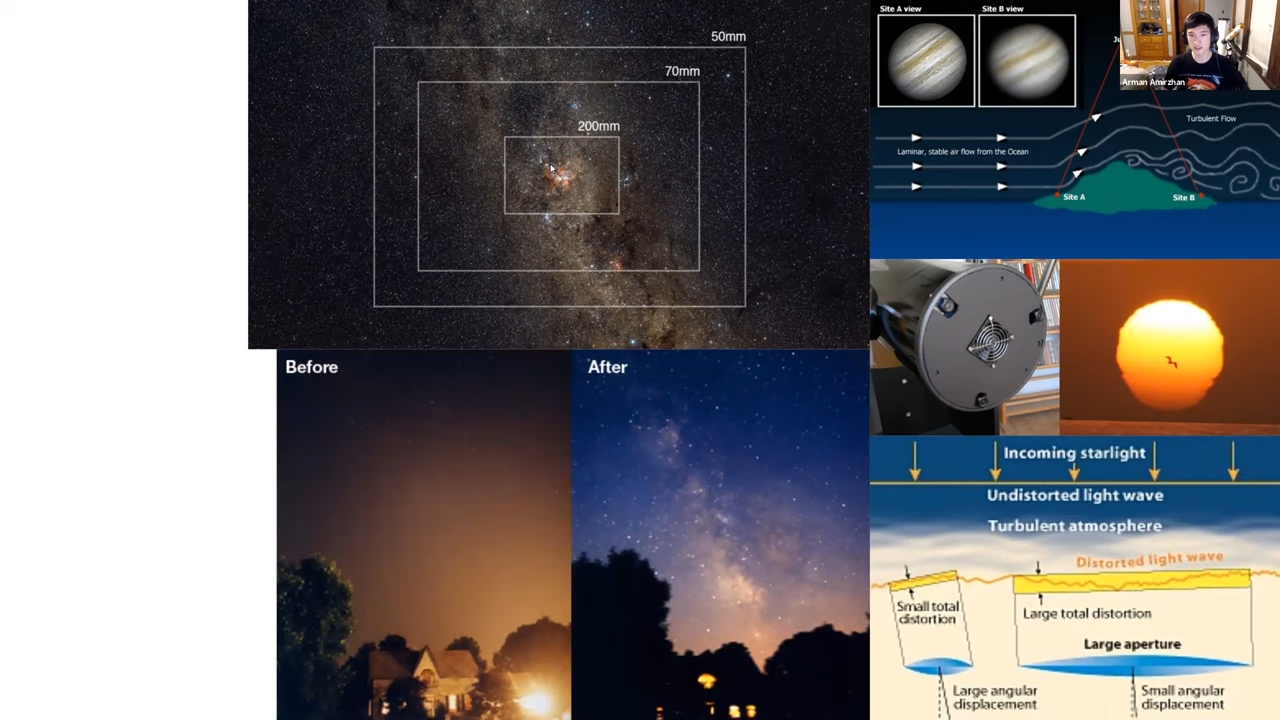 50mm
70mm
200mm
Before
After
Site A view
Site B view
Arman Amirzhan
Turbulent Flow
Laminar, stable air flow from the Ocean
Site A
Site B
Incoming starlight
Undistorted light wave
Turbulent atmosphere
Distorted light wave
Small total
distortion
Large total distortion
Large aperture
Large angular
displacement
Small angular
displacement